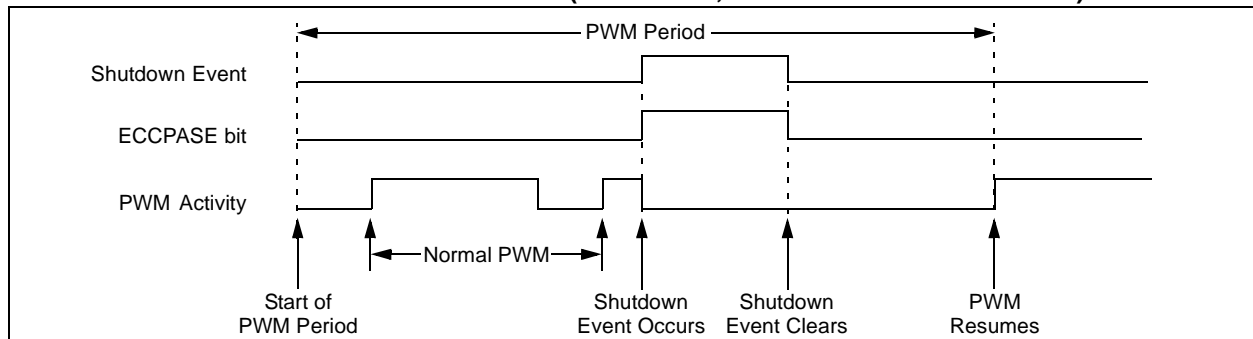 PWM Period
Shutdown Event
ECCPASE bit
PWM Activity
Normal PWM
Start of
PWM Period
Shutdown
Event Occurs
Shutdown
Event Clears
PWM
Resumes